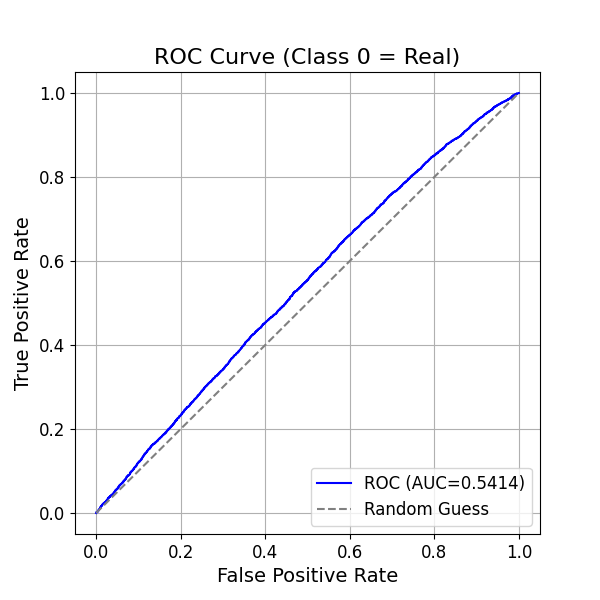 ROC Curve (Class 0 = Real)
True Positive Rate
1.0
0.8
0.6
0.4
0.2
0.0
ROC (AUC=0.5414)
Random Guess
0.0 0.2 0.4 0.6 0.8 1.0
False Positive Rate